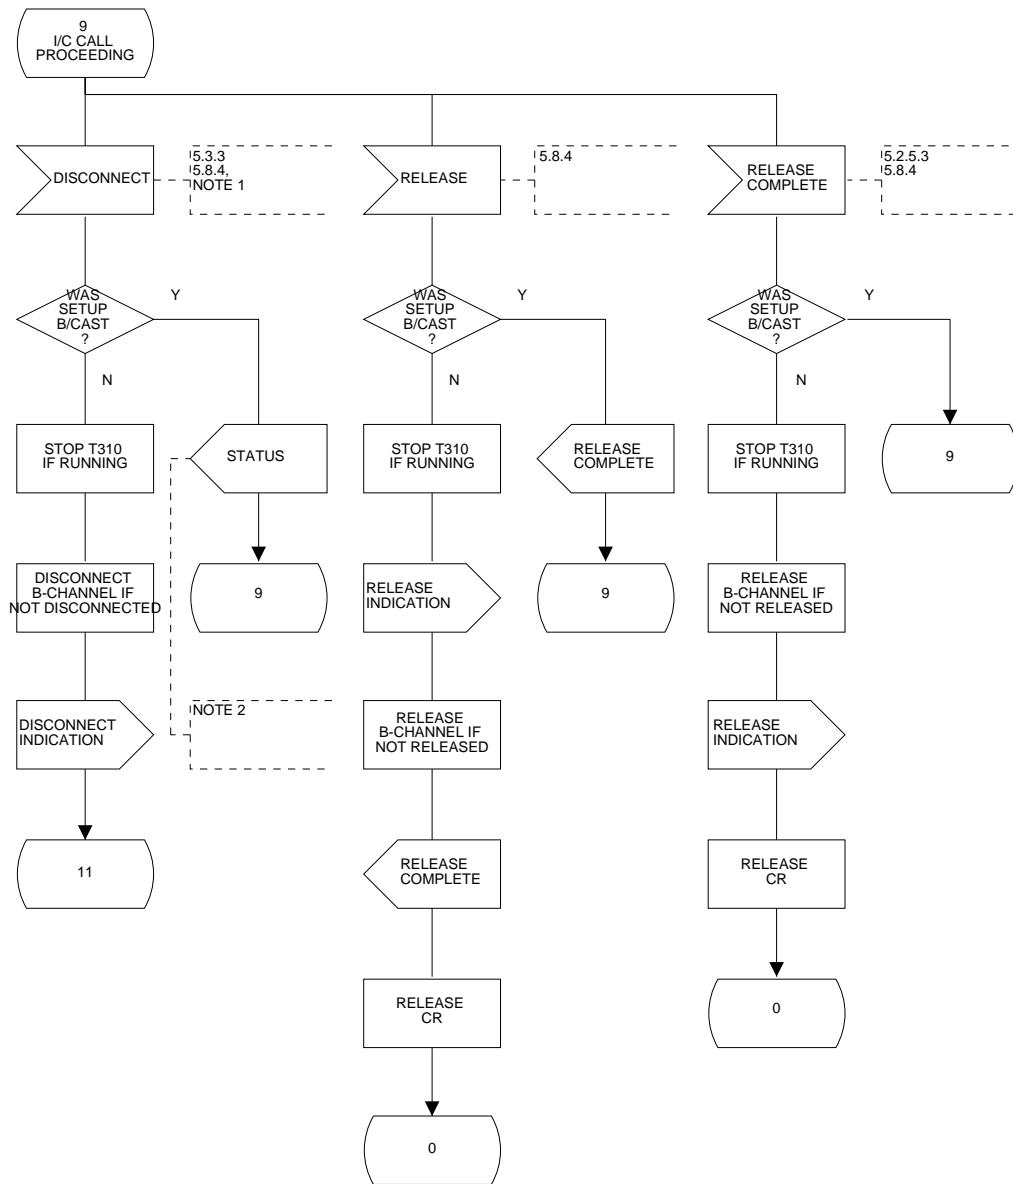 9
I/C CALL
PROCEEDING
DISCONNECT
5.3.3
5.8.4,
NOTE 1
RELEASE
5.8.4
RELEASE
COMPLETE
5.2.5.3
5.8.4
WAS
SETUP
B/CAST
?
Y
N
WAS
SETUP
B/CAST
?
Y
N
WAS
SETUP
B/CAST
?
Y
N
STOP T310
IF RUNNING
STATUS
STOP T310
IF RUNNING
RELEASE
COMPLETE
STOP T310
IF RUNNING
9
DISCONNECT
B-CHANNEL IF
NOT DISCONNECTED
9
RELEASE
INDICATION
9
RELEASE
B-CHANNEL IF
NOT RELEASED
DISCONNECT
INDICATION
NOTE 2
RELEASE
B-CHANNEL IF
NOT RELEASED
RELEASE
INDICATION
11
RELEASE
COMPLETE
RELEASE
CR
RELEASE
CR
0
0